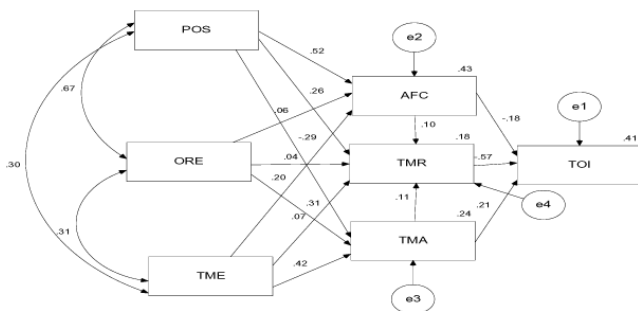 POS
e2
.52
.43
.67
AFC
.26
e1
.06
-.18
-.29
.10
.18
.41
.30
ORE
.04
TMR
-.57
TOI
.20
.31
.11
.21
.31
.07
.24
e4
TMA
TME
.42
e3